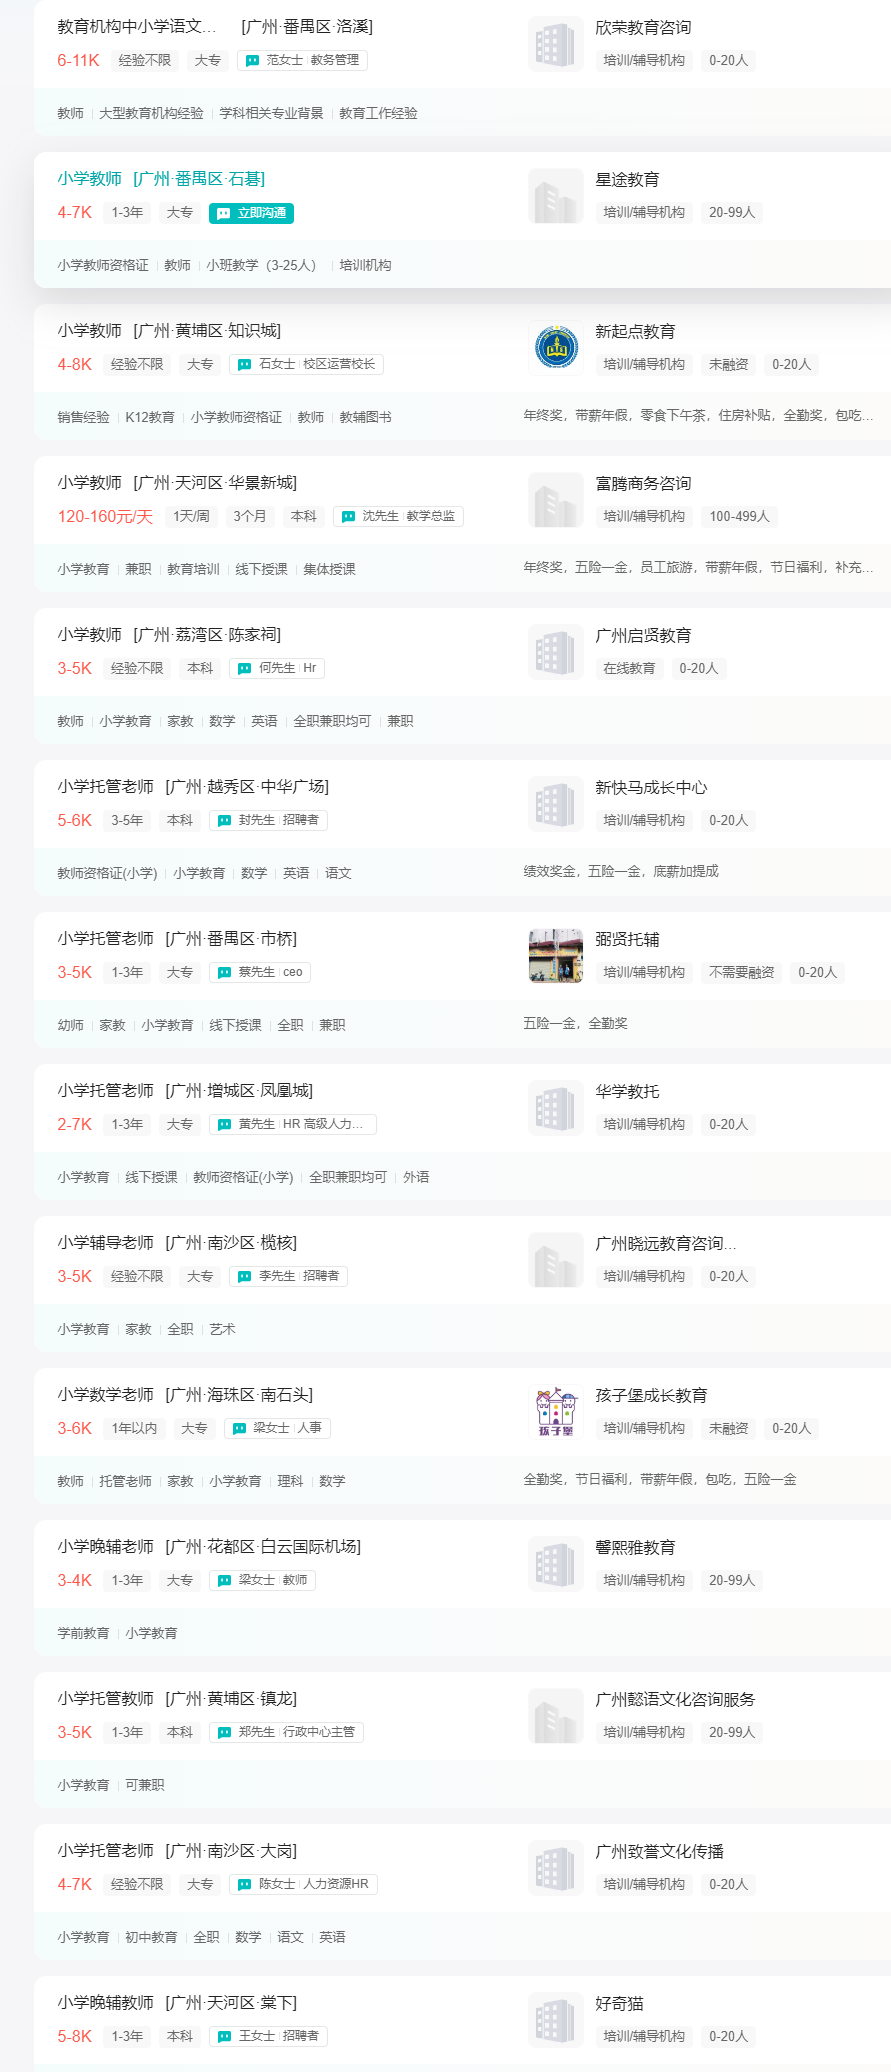 教育机构中小学语文... [广州·番禺区·洛溪]
欣荣教育咨询
6-11K 经验不限 大专 范女士 教务管理
培训/辅导机构 0-20人
教师 大型教育机构经验 学科相关专业背景 教育工作经验
小学教师 [广州·番禺区·石碁]
星途教育
4-7K 1-3年 大专 立即沟通
培训/辅导机构 20-99人
小学教师资格证 教师 小班教学（3-25人） 培训机构
小学教师 [广州·黄埔区·知识城]
新起点教育
4-8K 经验不限 大专 石女士 校区运营校长
培训/辅导机构 未融资 0-20人
销售经验 K12教育 小学教师资格证 教师 教辅图书
年终奖，带薪年假，零食下午茶，住房补贴，全勤奖，包吃...
小学教师 [广州·天河区·华景新城]
富腾商务咨询
120-160元/天 1天/周 3个月 本科 沈先生 教学总监
培训/辅导机构 100-499人
小学教育 兼职 教育培训 线下授课 集体授课
年终奖，五险一金，员工旅游，带薪年假，节日福利，补充...
小学教师 [广州·荔湾区·陈家祠]
广州启贤教育
3-5K 经验不限 本科 何先生 Hr
在线教育 0-20人
教师 小学教育 家教 数学 英语 全职兼职均可 兼职
小学托管老师 [广州·越秀区·中华广场]
新快马成长中心
5-6K 3-5年 本科 封先生 招聘者
培训/辅导机构 0-20人
教师资格证(小学) 小学教育 数学 英语 语文
绩效奖金，五险一金，底薪加提成
小学托管老师 [广州·番禺区·市桥]
弼贤托辅
3-5K 1-3年 大专 蔡先生 ceo
培训/辅导机构 不需要融资 0-20人
幼师 家教 小学教育 线下授课 全职 兼职
五险一金，全勤奖
小学托管老师 [广州·增城区·凤凰城]
华学教托
2-7K 1-3年 大专 黄先生 HR 高级人力...
培训/辅导机构 0-20人
小学教育 线下授课 教师资格证(小学) 全职兼职均可 外语
小学辅导老师 [广州·南沙区·榄核]
广州晓远教育咨询...
3-5K 经验不限 大专 李先生 招聘者
培训/辅导机构 0-20人
小学教育 家教 全职 艺术
小学数学老师 [广州·海珠区·南石头]
孩子堡
孩子堡成长教育
3-6K 1年以内 大专 梁女士 人事
培训/辅导机构 未融资 0-20人
教师 托管老师 家教 小学教育 理科 数学
全勤奖，节日福利，带薪年假，包吃，五险一金
小学晚辅老师 [广州·花都区·白云国际机场]
馨熙雅教育
3-4K 1-3年 大专 梁女士 教师
培训/辅导机构 20-99人
学前教育 小学教育
小学托管教师 [广州·黄埔区·镇龙]
广州懿语文化咨询服务
3-5K 1-3年 本科 郑先生 行政中心主管
培训/辅导机构 20-99人
小学教育 可兼职
小学托管老师 [广州·南沙区·大岗]
广州致誉文化传播
4-7K 经验不限 大专 陈女士 人力资源HR
培训/辅导机构 0-20人
小学教育 初中教育 全职 数学 语文 英语
小学晚辅教师 [广州·天河区·棠下]
好奇猫
5-8K 1-3年 本科 王女士 招聘者
培训/辅导机构 0-20人